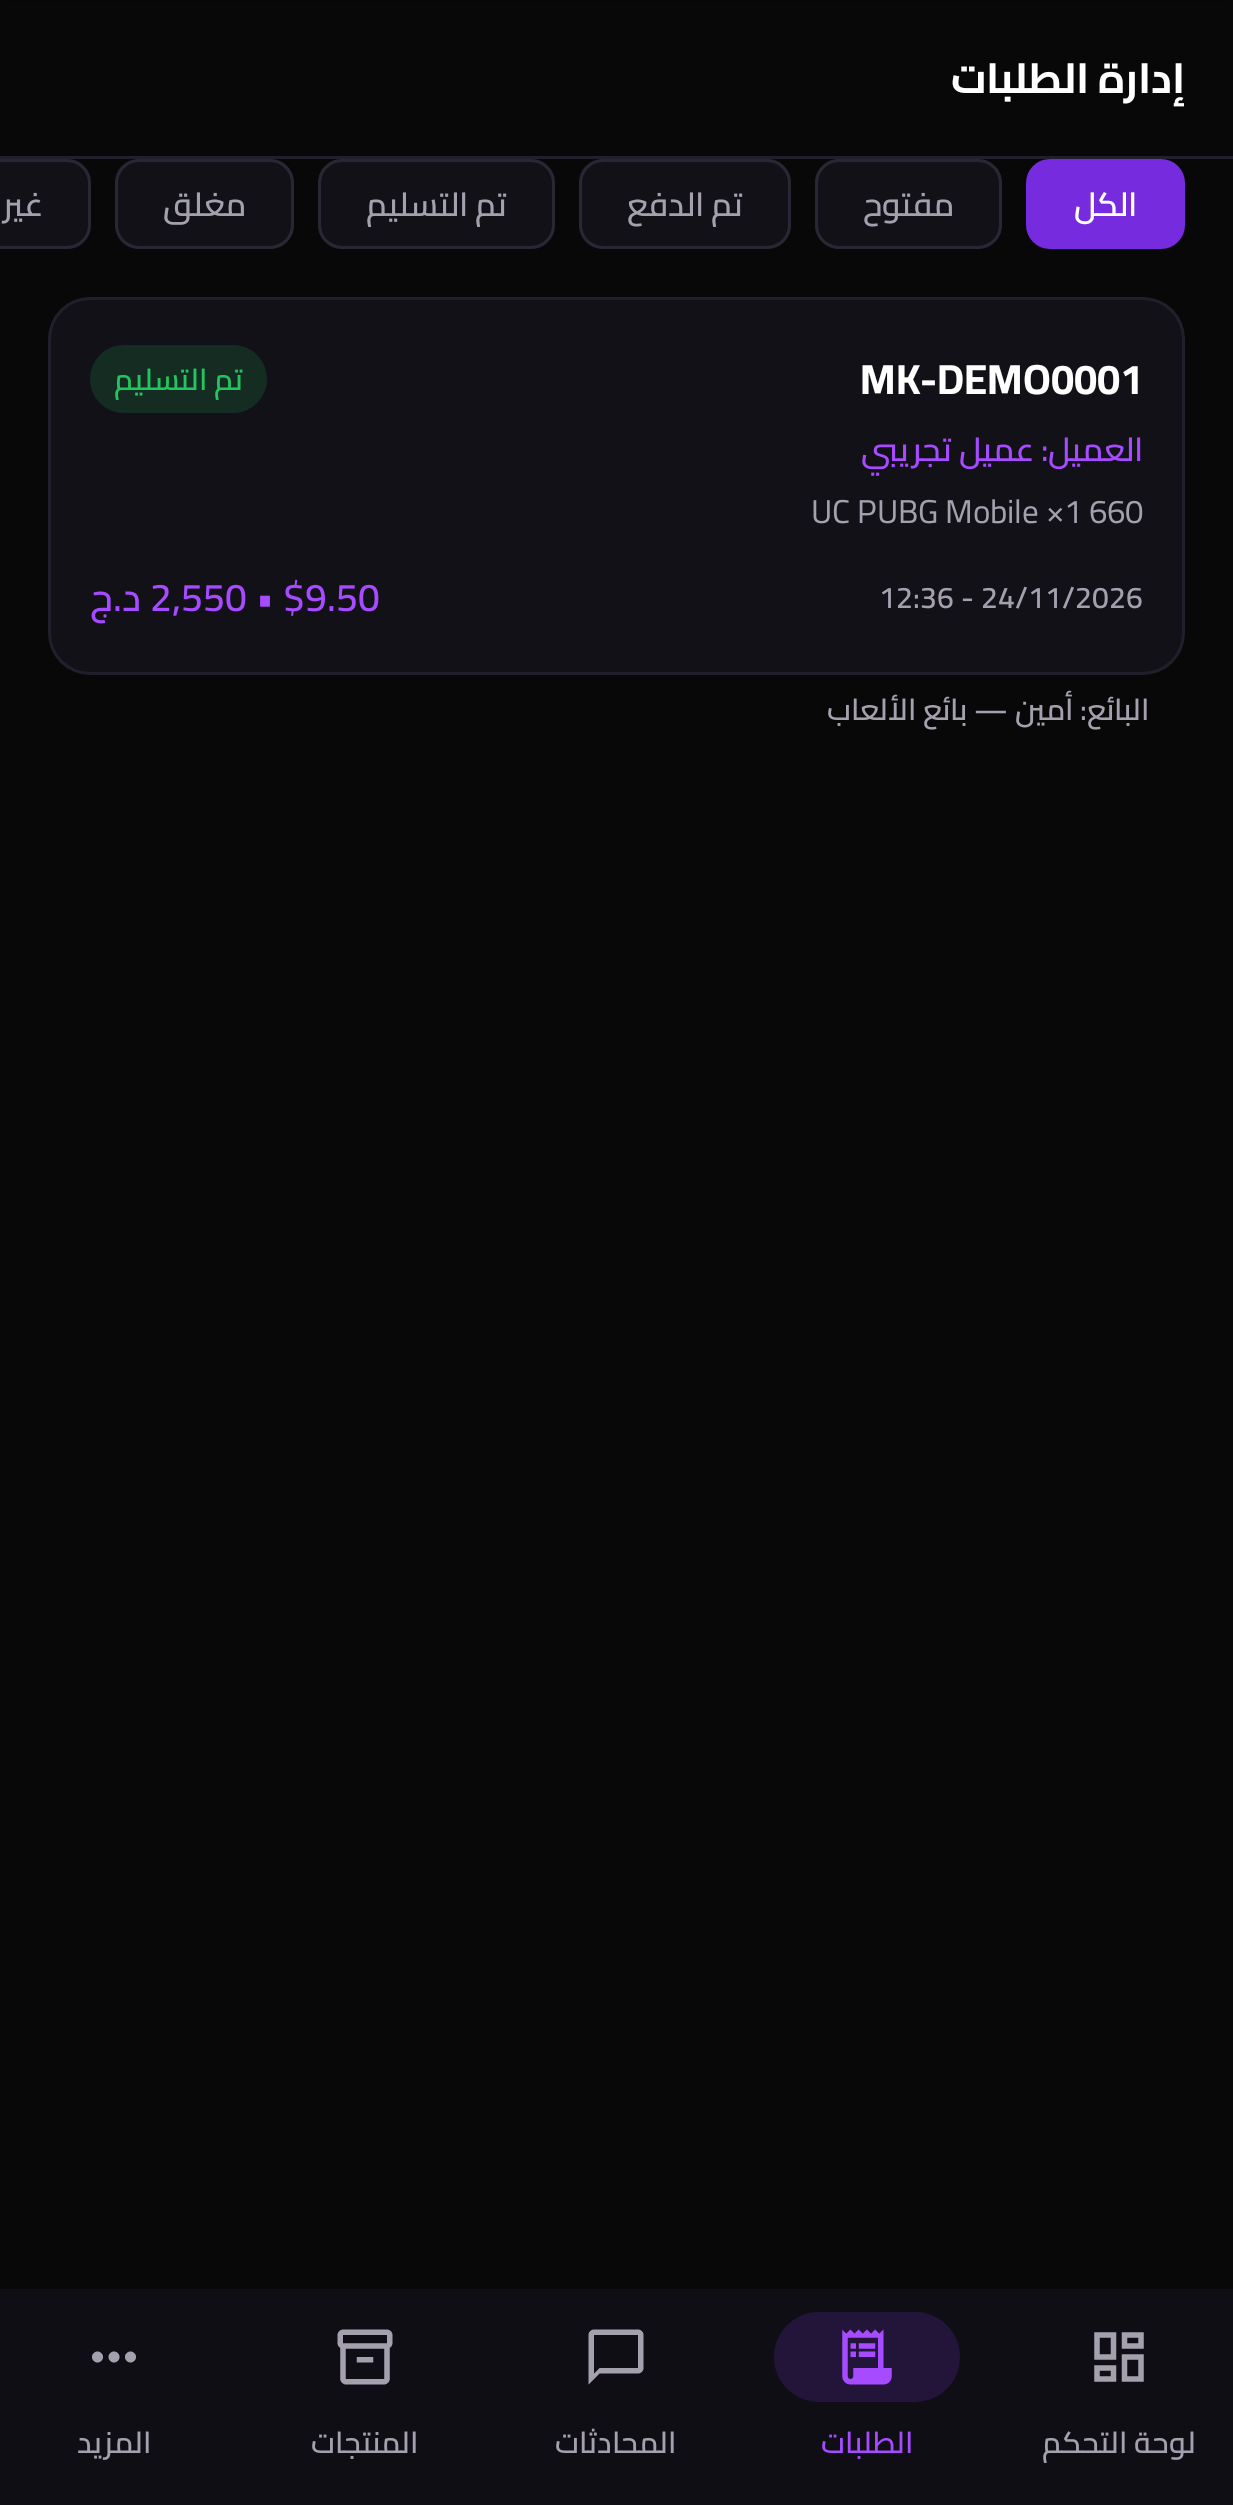 إدارة الطلبات
الكل
مفتوح
تم الدفع
تم التسليم
مغلق
غير
MK-DEMO0001
تم التسليم
العميل: عميل تجريبي
660 UC PUBG Mobile ×1
24/11/2026 - 12:36
$9.50 ▪ 2,550 د.ج
البائع: أمين — بائع الألعاب
لوحة التحكم
الطلبات
المحادثات
المنتجات
المزيد